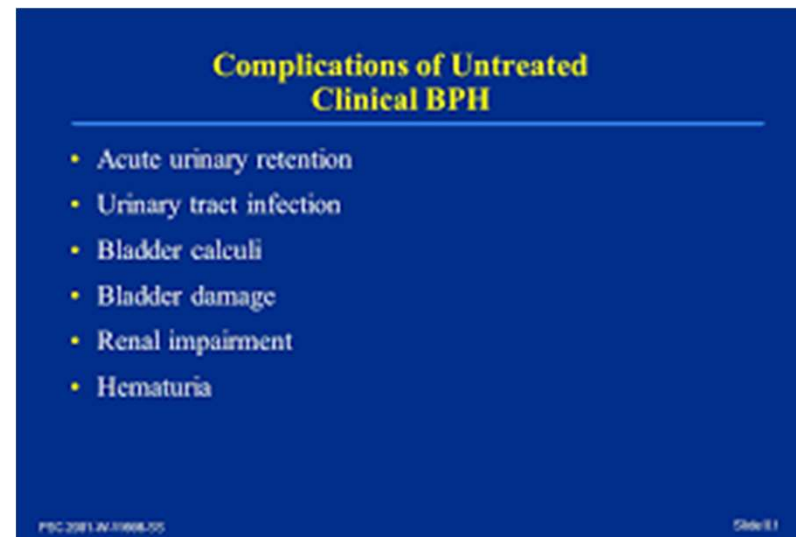 Complications of Untreated
Clinical BPH
• Acute urinary retention
• Urinary tract infection
• Bladder calculi
• Bladder damage
• Renal impairment
• Hematuria